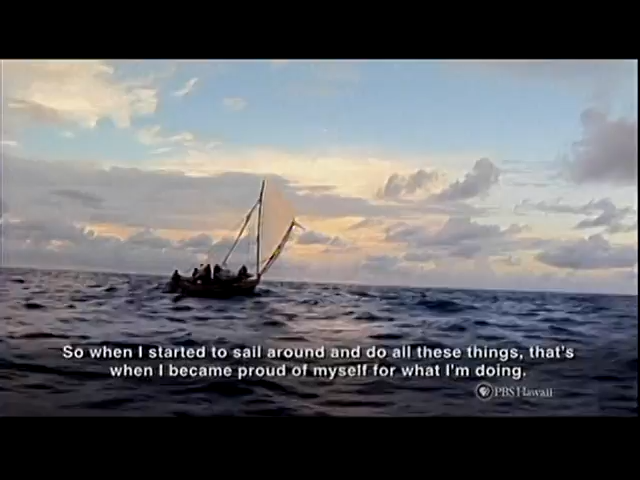 So when I started to sail around and do all these things, that's
when I became proud of myself for what I'm doing.
PBS Hawaii